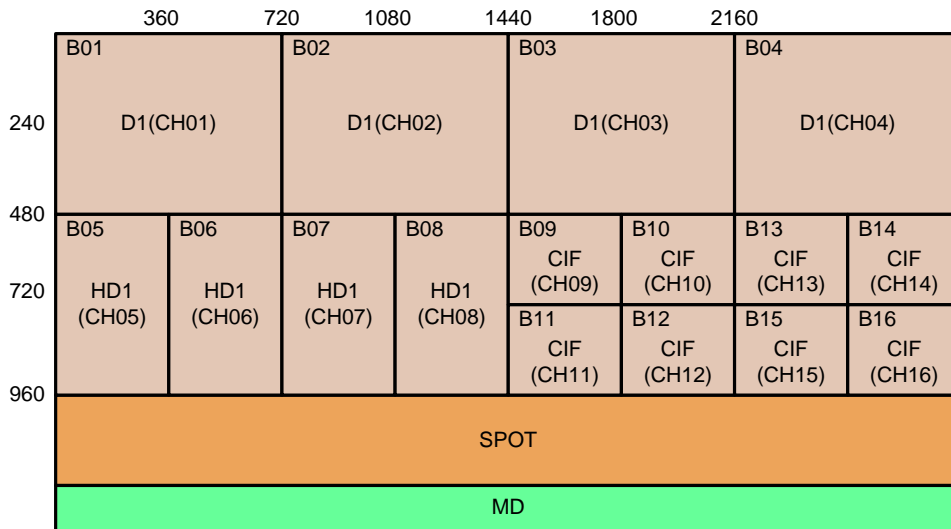 360 720 1080 1440 1800 2160
B01 B02 B03 B04
240 D1(CH01) D1(CH02) D1(CH03) D1(CH04)
480
B05 B06 B07 B08 B09 B10 B13 B14
CIF CIF CIF CIF
(CH09) (CH10) (CH13) (CH14)
720 HD1 HD1 HD1 HD1
(CH05) (CH06) (CH07) (CH08)
B11 B12 B15 B16
CIF CIF CIF CIF
(CH11) (CH12) (CH15) (CH16)
960
SPOT
MD